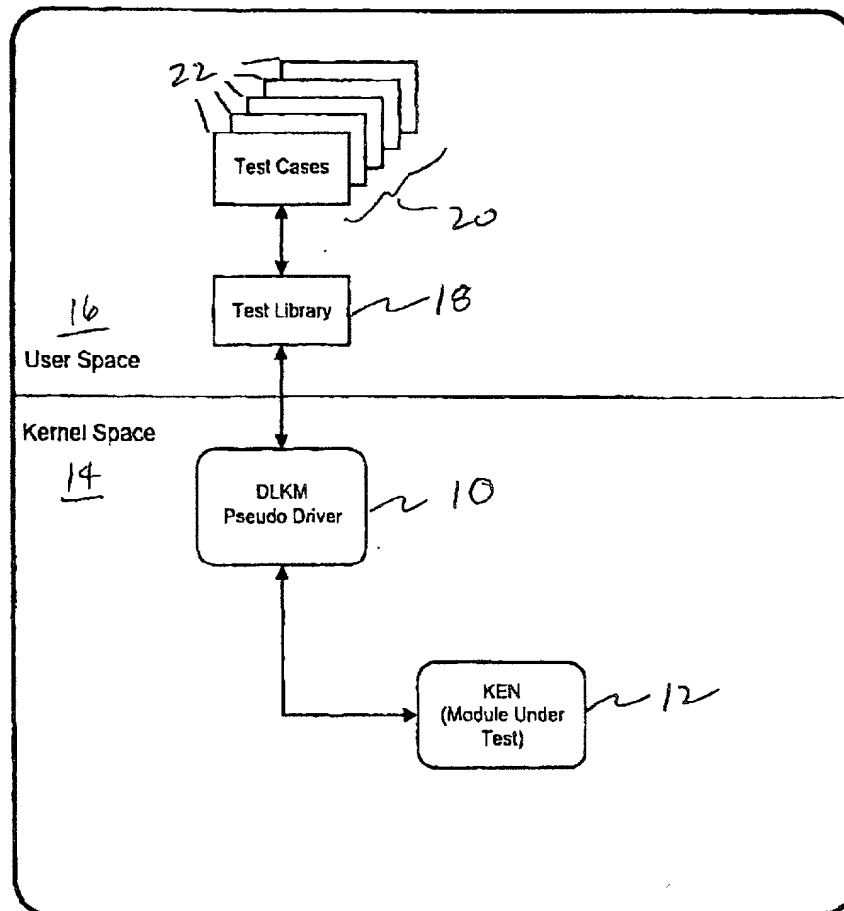 22
Test Cases
20
Test Library
18
16
User Space
Kernel Space
14
DLKM
Pseudo Driver
10
KEN
(Module Under
Test)
12